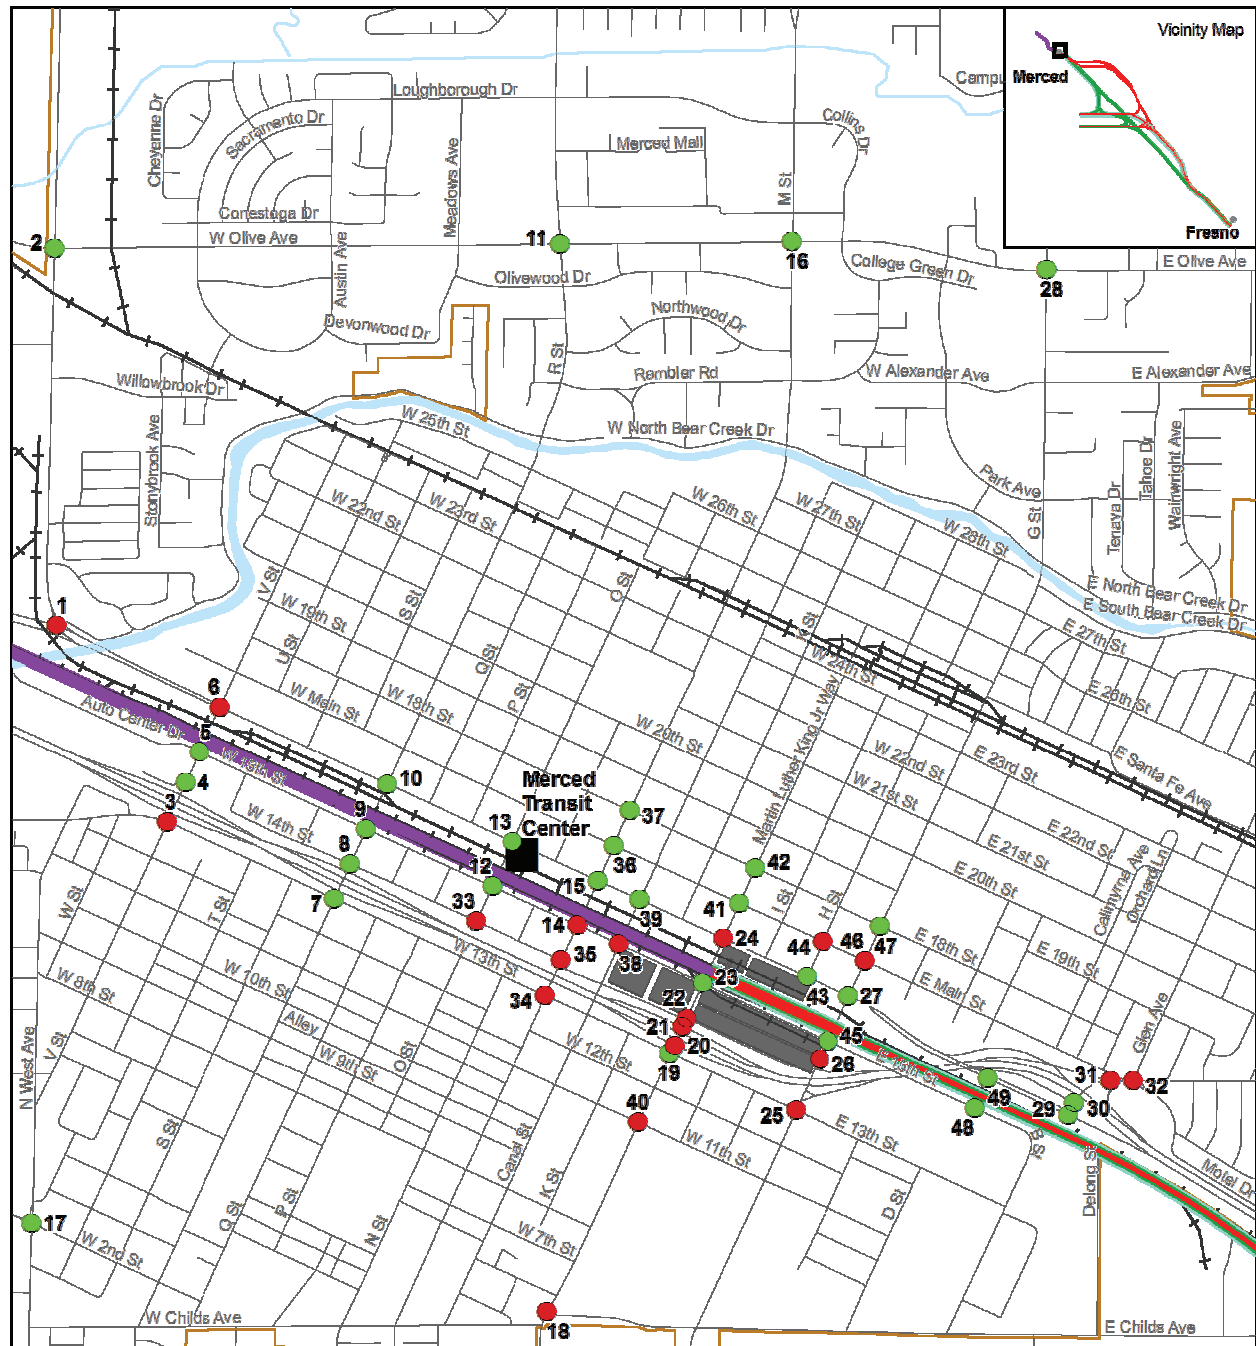 Vicinity Map
Merced
Fresno
Campu
Loughborough Dr
Cheyenne Dr
Sacramento Dr
Collins Dr
Merced Mall
Meadows Ave
M St
Conestoga Dr
W Olive Ave
2
11
16
Austin Ave
Olivewood Dr
College Green Dr
E Olive Ave
28
Devonwood Dr
Northwood Dr
R St
Willowbrook Dr
Rambler Rd
W Alexander Ave
E Alexander Ave
W 25th St
W North Bear Creek Dr
Stonybrook Ave
Park Ave
Tahoe Dr
Wainwright Ave
W 22nd St
W 23rd St
W 26th St
W 27th St
W 28th St
G St
Tenaya Dr
V St
W 19th St
S St
O St
E North Bear Creek Dr
E South Bear Creek Dr
1
U St
N St
E 27th St
Q St
W 24th St
6
W Main St
W 18th St
P St
E 26th St
Auto Center Dr
5
W 20th St
Martin Luther King Jr Way
W 22nd St
E 23rd St
E Santa Fe Ave
W 16th St
4
10
Merced
Transit
Center
W 21st St
3
W 14th St
9
13
37
E 22nd St
8
36
42
E 21st St
Calimyrna Ave
Orchard Ln
12
15
E 20th St
7
W St
T St
33
39
41
I St
H St
14
24
44
46
47
E 18th St
E 19th St
35
38
W 13th St
W 8th St
W 10th St
23
43
27
E Main St
34
22
Alley
21
45
Glen Ave
N West Ave
V St
W 9th St
O St
W 12th St
20
19
26
E 15th St
31
32
40
25
49
29
30
48
E 13th St
S St
Canal St
W 11th St
B St
Motel Dr
K St
Delong St
17
Q St
P St
N St
D St
W 2nd St
W 7th St
W Childs Ave
18
E Childs Ave